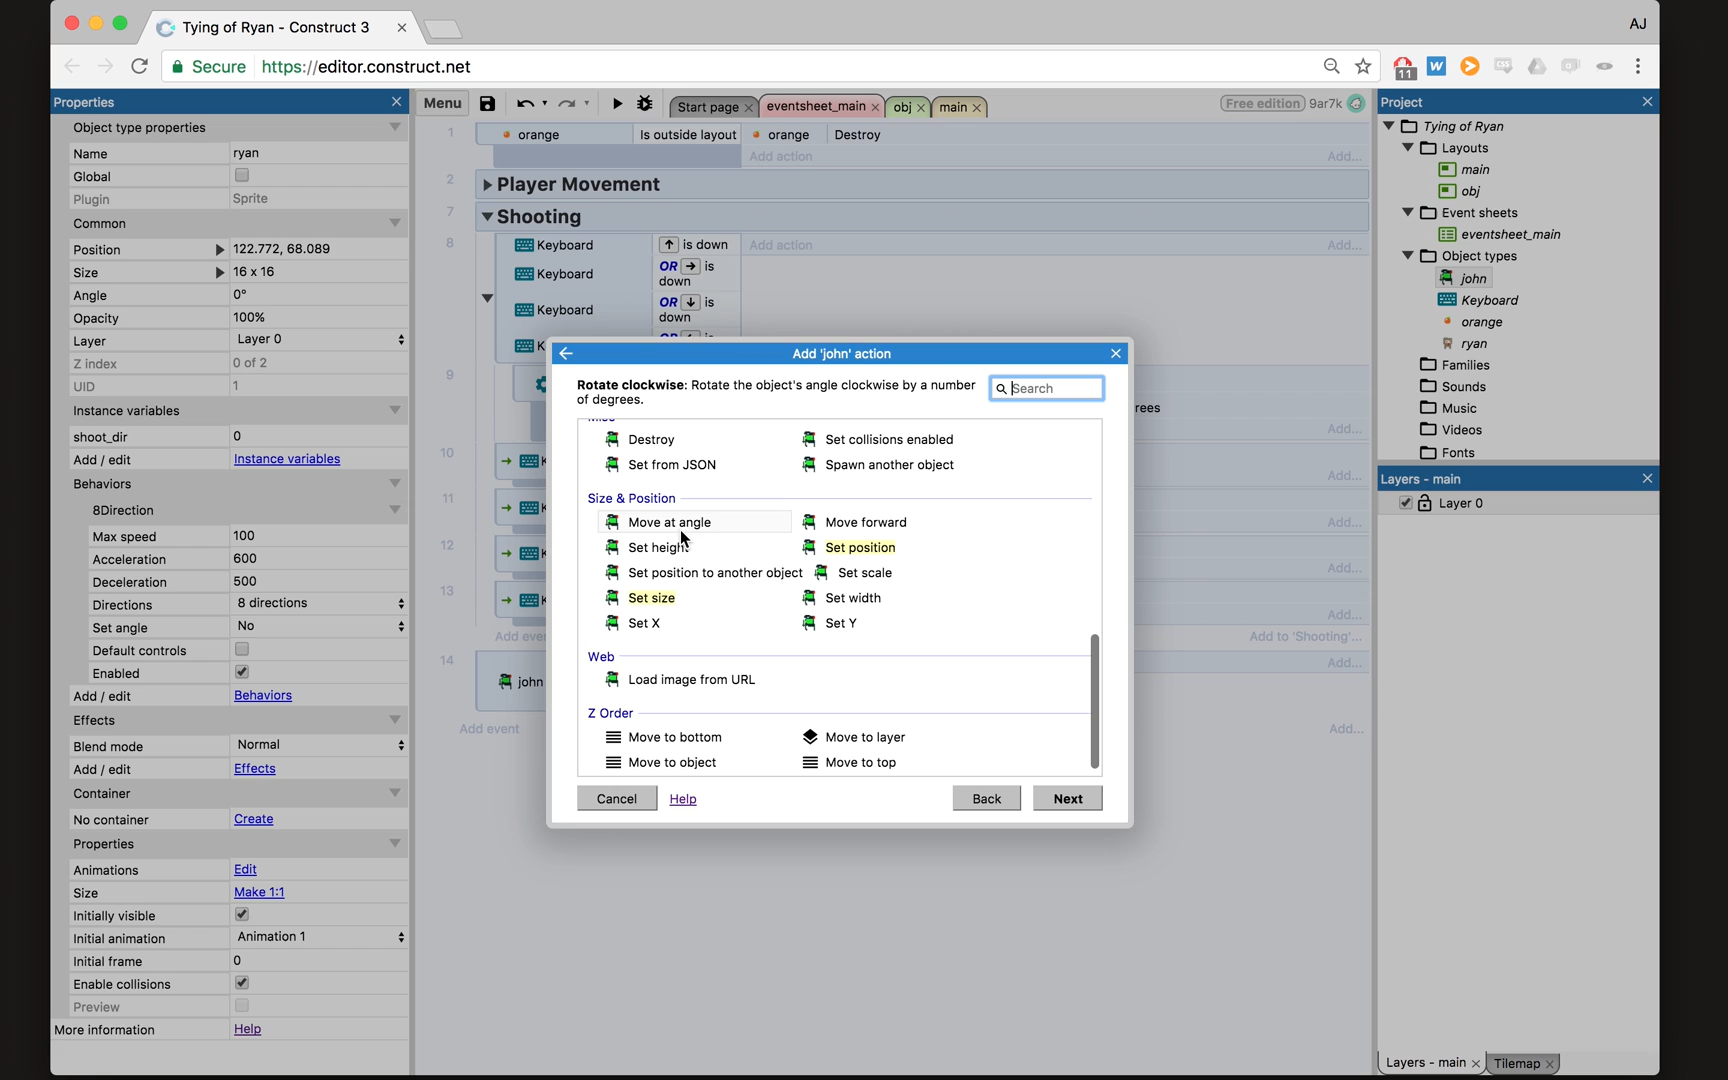 Tying of Ryan - Construct 3
AJ
Secure https://editor.construct.net
11
Properties
Menu
Start page
eventsheet_main
obj
main
Free edition 9ar7k
Project
Object type properties
Name ryan
Global
Plugin Sprite
Common
Position 122.772, 68.089
Size 16 x 16
Angle 0°
Opacity 100%
Layer Layer 0
Z index 0 of 2
UID 1
Instance variables
shoot_dir 0
Add / edit Instance variables
Behaviors
8Direction
Max speed 100
Acceleration 600
Deceleration 500
Directions 8 directions
Set angle No
Default controls
Enabled
Add / edit Behaviors
Effects
Blend mode Normal
Add / edit Effects
Container
No container Create
Properties
Animations Edit
Size Make 1:1
Initially visible
Initial animation Animation 1
Initial frame 0
Enable collisions
Preview
More information Help
1 orange Is outside layout orange Destroy
Add action Add...
2 Player Movement
7 Shooting
8 Keyboard is down Add action Add...
Keyboard OR is
down
Keyboard OR is
down
K
9
rees
Add...
10 K Add...
11 K Add...
12 K Add...
13 K Add...
Add to 'Shooting'...
14 john Add...
Add event Add...
Add 'john' action
Rotate clockwise: Rotate the object's angle clockwise by a number
of degrees.
Search
Destroy Set collisions enabled
Set from JSON Spawn another object
Size & Position
Move at angle Move forward
Set height Set position
Set position to another object Set scale
Set size Set width
Set X Set Y
Web
Load image from URL
Z Order
Move to bottom Move to layer
Move to object Move to top
Cancel Help Back Next
Tying of Ryan
Layouts
main
obj
Event sheets
eventsheet_main
Object types
john
Keyboard
orange
ryan
Families
Sounds
Music
Videos
Fonts
Layers - main
Layer 0
Layers - main
Tilemap